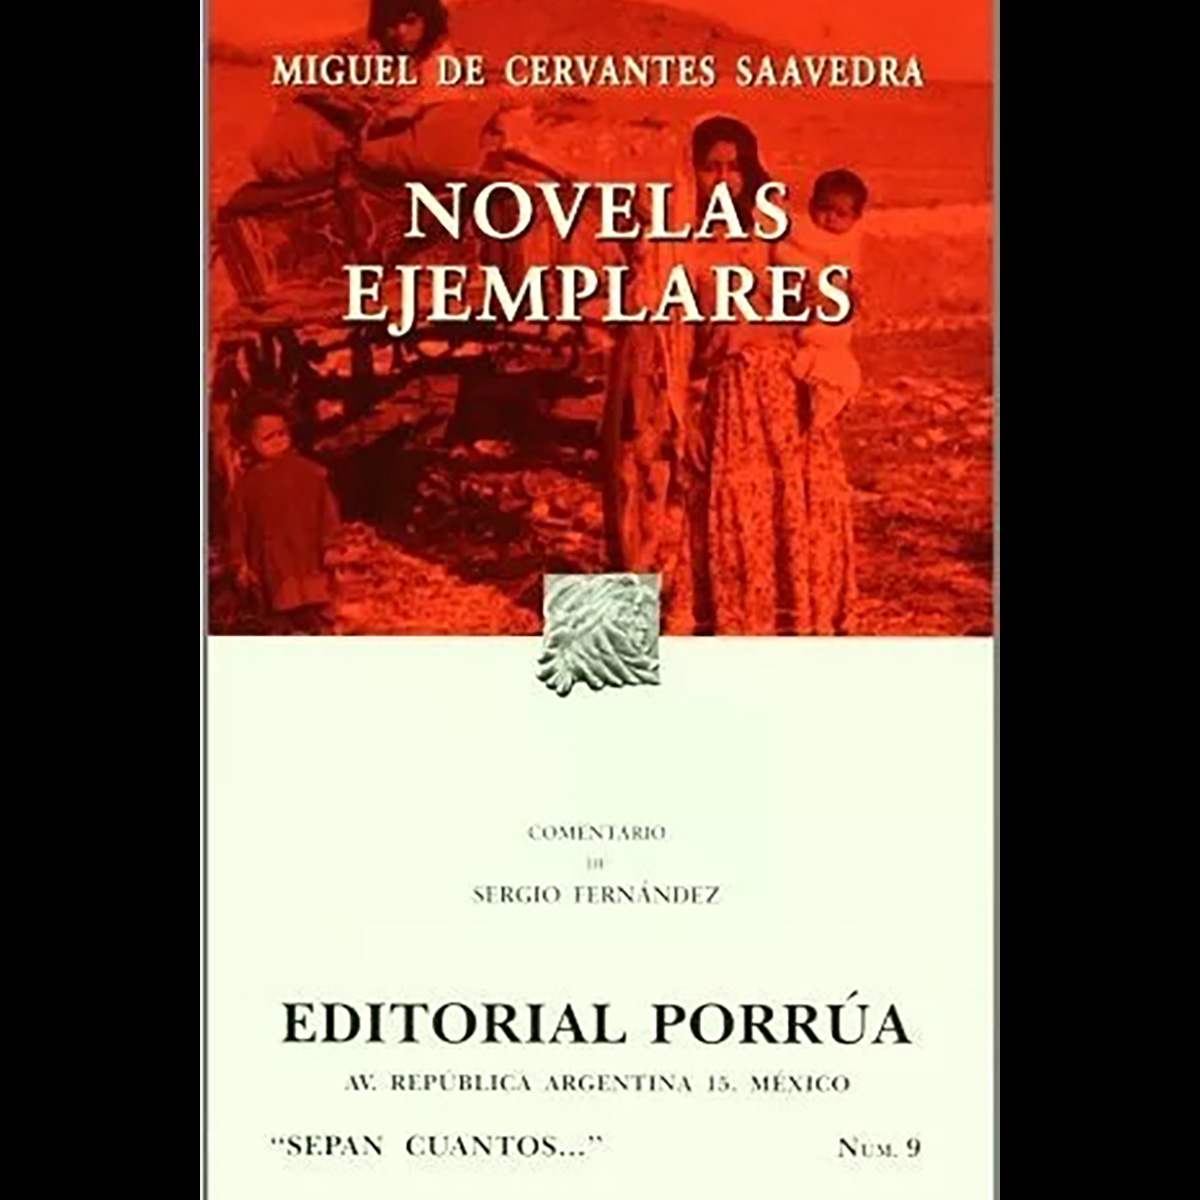 MIGUEL DE CERVANTES SAAVEDRA
NOVELAS
EJEMPLARES
COMENTARIO
DE
SERGIO FERNÁNDEZ
EDITORIAL PORRÚA
AV. REPÚBLICA ARGENTINA 15. MÉXICO
"SEPAN CUANTOS..." NÚM. 9